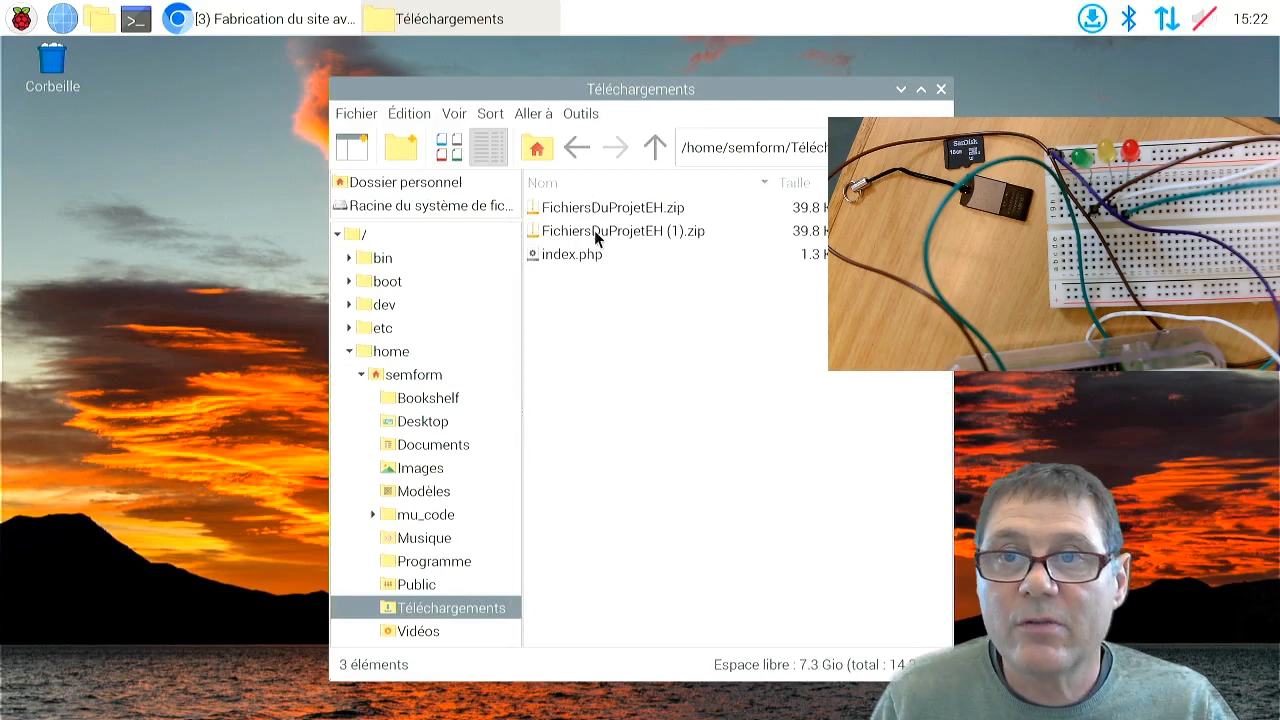 [3] Fabrication du site av...
Téléchargements
15:22
Corbeille
Téléchargements
Fichier Édition Voir Sort Aller à Outils
/home/semform/Téléch
Dossier personnel
Racine du système de fic...
/
bin
boot
dev
etc
home
semform
Bookshelf
Desktop
Documents
Images
Modèles
mu_code
Musique
Programme
Public
Téléchargements
Vidéos
Nom Taille
FichiersDuProjetEH.zip 39.8
FichiersDuProjetEH (1).zip 39.8
index.php 1.3
3 éléments
Espace libre : 7.3 Gio (total : 14.
SanDisk